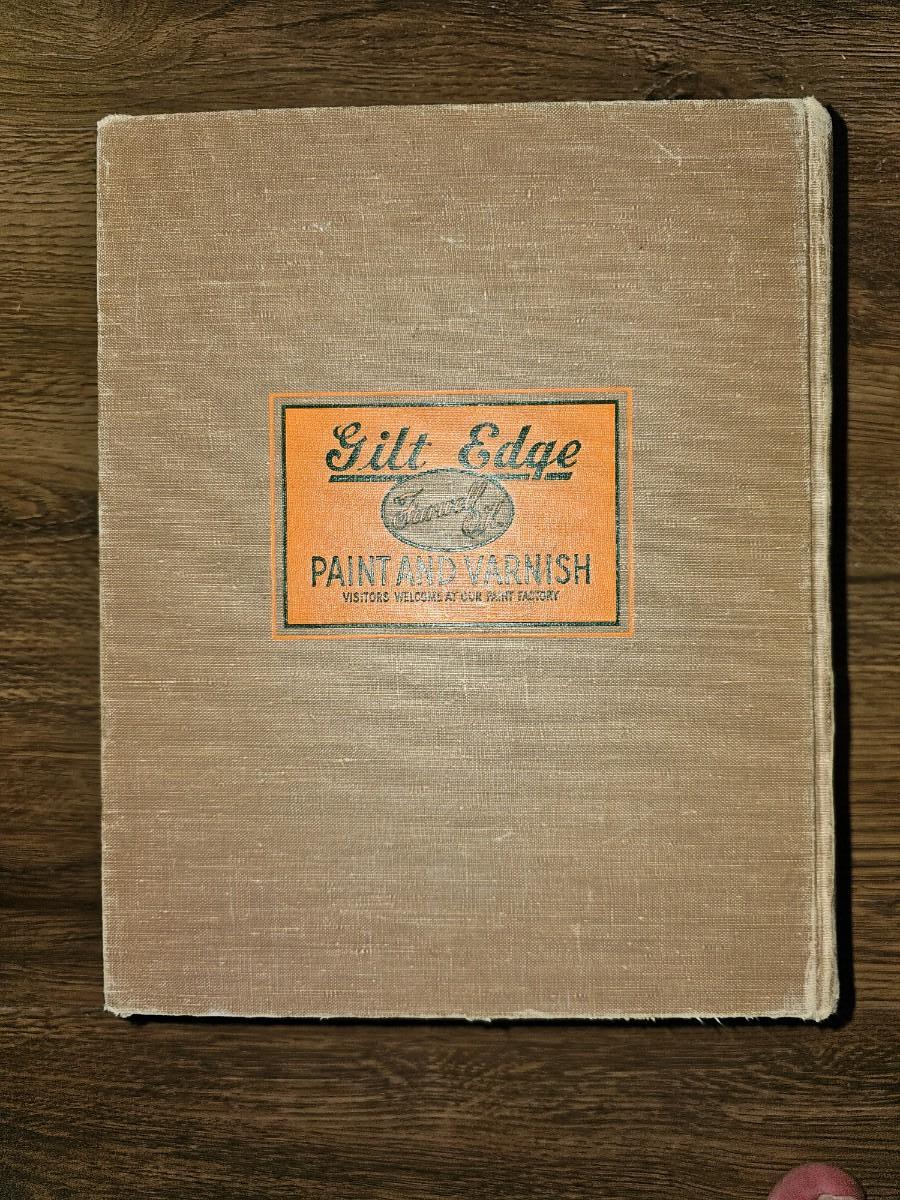 Gilt Edge
PAINT AND VARNISH
VISITORS WELCOME AT OUR PAINT FACTORY